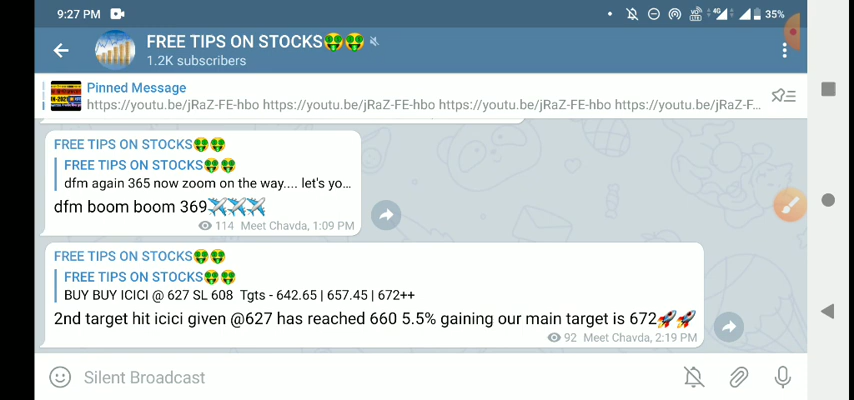 9:27 PM
4G
35%
FREE TIPS ON STOCKS🤑🤑
1.2K subscribers
Pinned Message
https://youtu.be/jRaZ-FE-hbo https://youtu.be/jRaZ-FE-hbo https://youtu.be/jRaZ-FE-hbo https://youtu.be/jRaZ-F...
FREE TIPS ON STOCKS🤑🤑
FREE TIPS ON STOCKS🤑🤑
dfm again 365 now zoom on the way.... let's yo...
dfm boom boom 369✈️✈️✈️
114 Meet Chavda, 1:09 PM
FREE TIPS ON STOCKS🤑🤑
FREE TIPS ON STOCKS🤑🤑
BUY BUY ICICI @ 627 SL 608 Tgts - 642.65 | 657.45 | 672++
2nd target hit icici given @627 has reached 660 5.5% gaining our main target is 672🚀🚀
92 Meet Chavda, 2:19 PM
Silent Broadcast